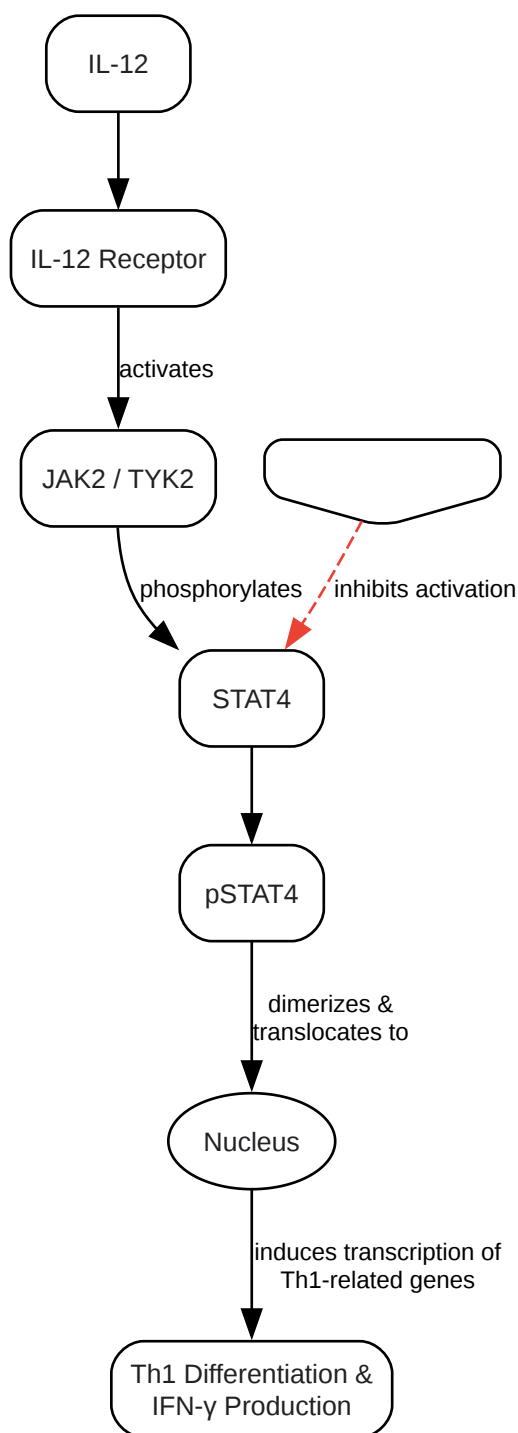 IL-12
IL-12 Receptor
activates
JAK2 / TYK2
phosphorylates
inhibits activation
STAT4
pSTAT4
dimerizes &
translocates to
Nucleus
induces transcription of
Th1-related genes
Th1 Differentiation &
IFN-γ Production